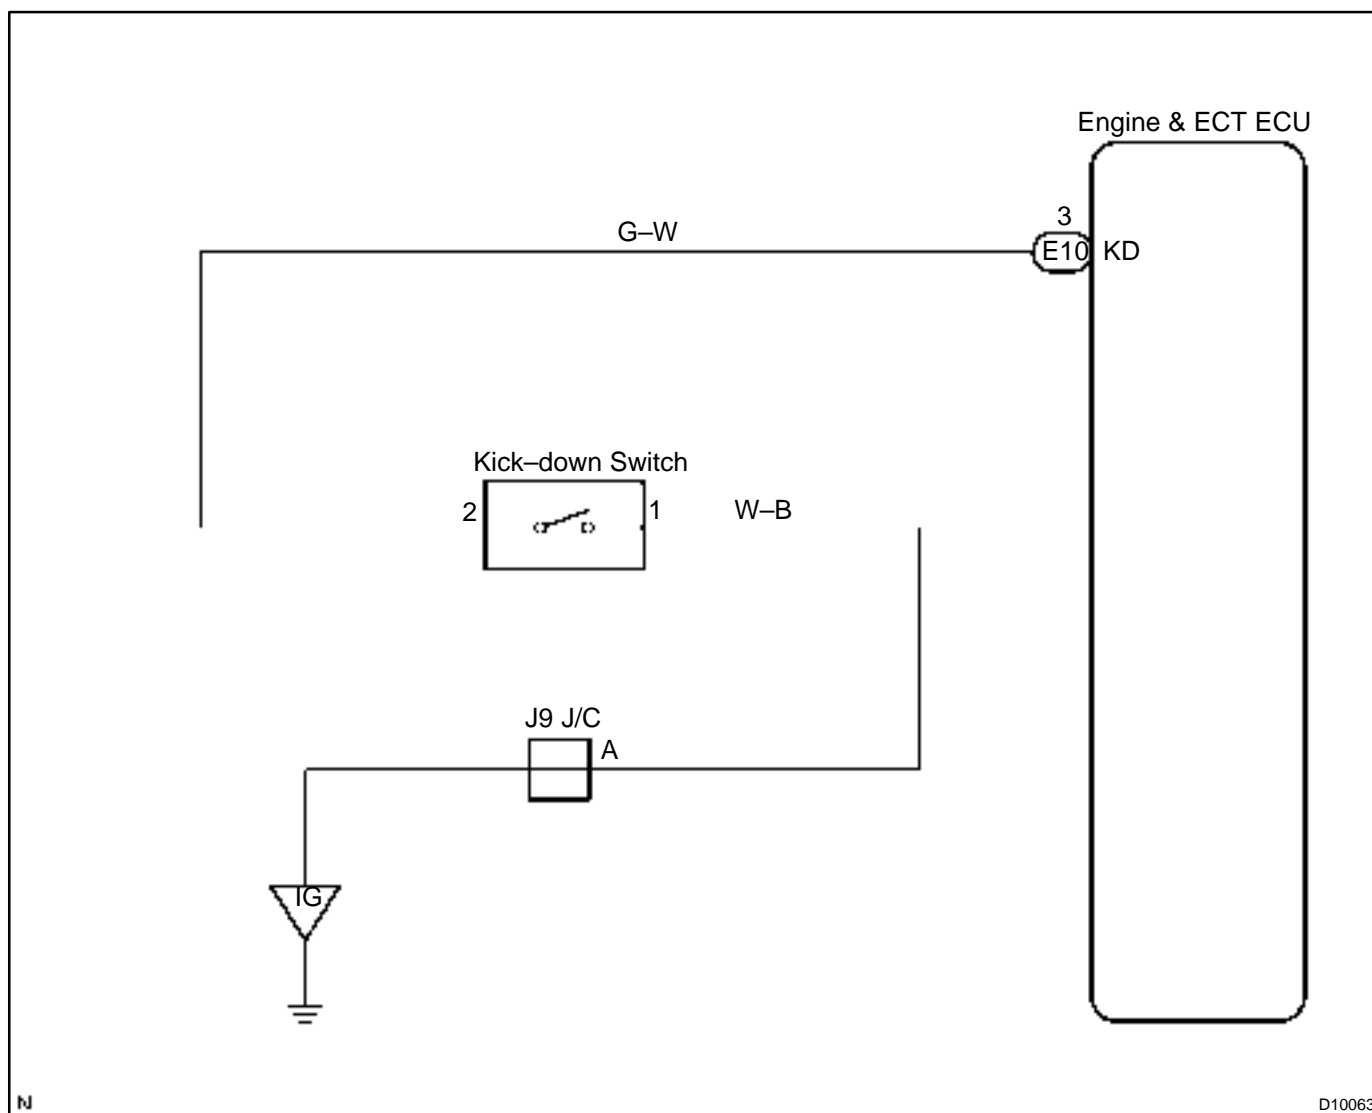 Engine & ECT ECU
3
G–W
E10 KD
Kick–down Switch
2
1
W–B
J9 J/C
A
IG
N
D10063